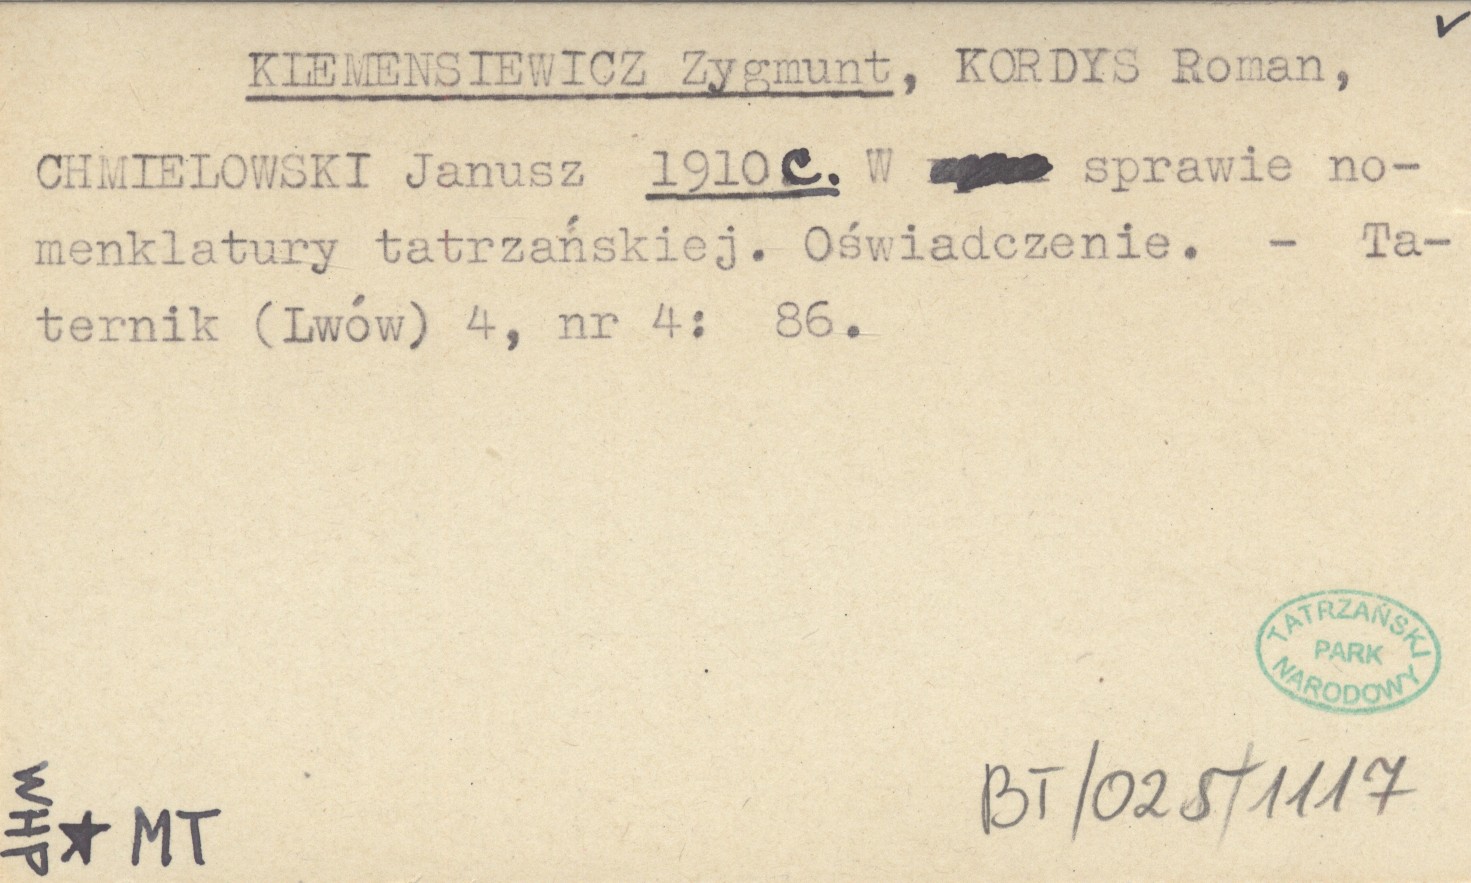 ✓
KLEMENSIEWICZ Zygmunt, KORDYS Roman,
CHMIELOWSKI Janusz 1910 c. W sprawie no-
menklatury tatrzańskiej. Oświadczenie. - Ta-
ternik (Lwów) 4, nr 4: 86.
TATRZAŃSKI
PARK
NARODOWY
BT/025/1117
WHP
★ MT